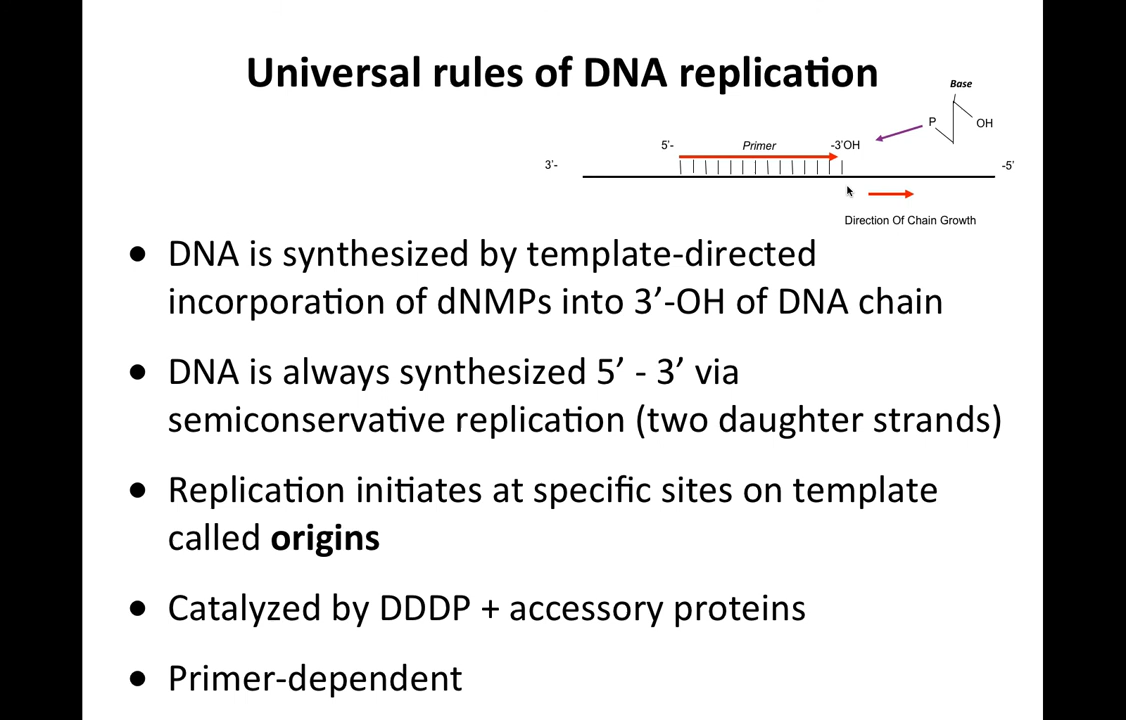 Universal rules of DNA replication
Base
P
OH
5'-
Primer
-3'OH
3'-
-5'
Direction Of Chain Growth
• DNA is synthesized by template-directed
incorporation of dNMPs into 3’-OH of DNA chain
• DNA is always synthesized 5’ - 3’ via
semiconservative replication (two daughter strands)
• Replication initiates at specific sites on template
called origins
• Catalyzed by DDDP + accessory proteins
• Primer-dependent